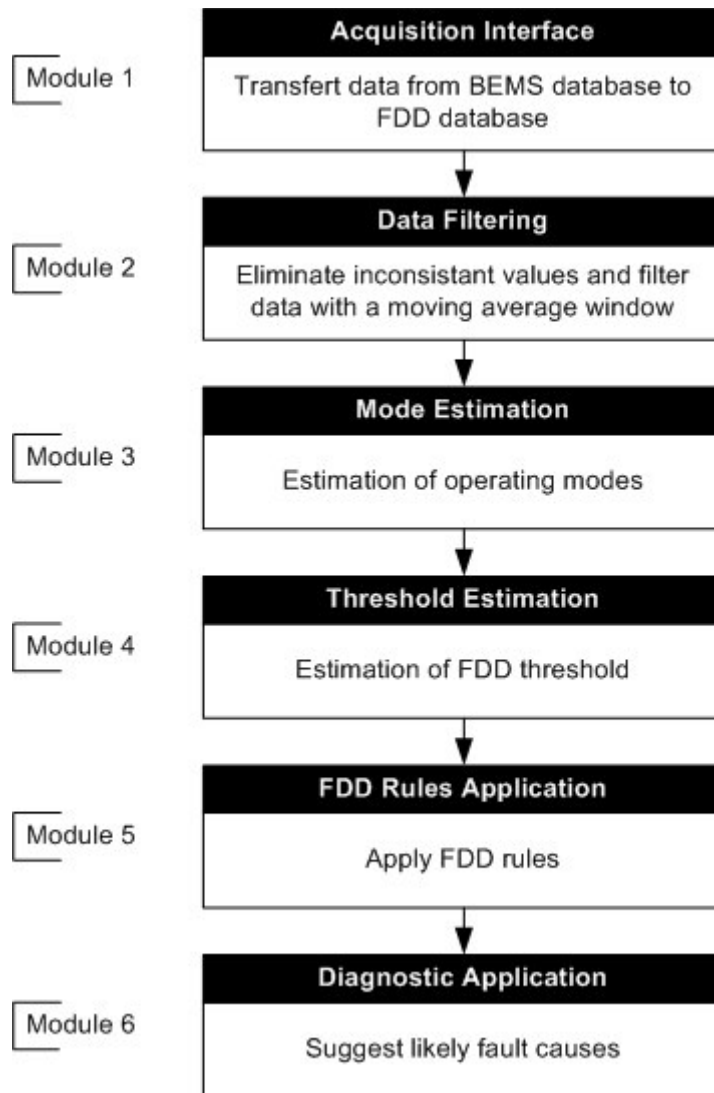 Acquisition Interface
Module 1
Transfert data from BEMS database to
FDD database
Data Filtering
Module 2
Eliminate inconsistant values and filter
data with a moving average window
Mode Estimation
Module 3
Estimation of operating modes
Threshold Estimation
Module 4
Estimation of FDD threshold
FDD Rules Application
Module 5
Apply FDD rules
Diagnostic Application
Module 6
Suggest likely fault causes